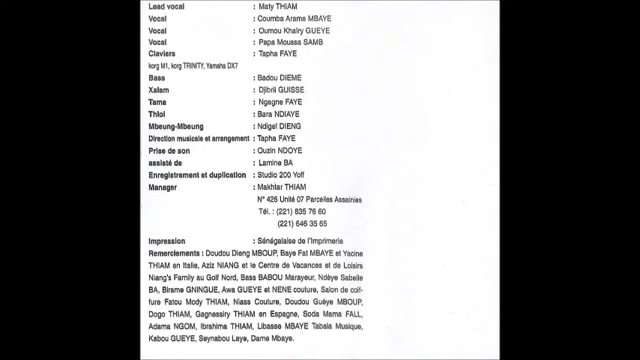 Lead vocal : Maty THIAM
Vocal : Coumba Arame MBAYE
Vocal : Oumou Khaïry GUEYE
Vocal : Papa Moussa SAMB
Claviers : Tapha FAYE
korg M1, korg TRINITY, Yamaha DX7
Bass : Badou DIEME
Xalam : Djibril GUISSE
Tama : Ngagne FAYE
Thiol : Bara NDIAYE
Mbeung-Mbeung : Ndigel DIENG
Direction musicale et arrangement : Tapha FAYE
Prise de son : Ouzin NDOYE
assisté de : Lamine BA
Enregistrement et duplication : Studio 200 Yoff
Manager : Makhtar THIAM
N° 426 Unité 07 Parcelles Assainies
Tél. : (221) 835 76 60
(221) 646 35 65
Impression : Sénégalaise de l'Imprimerie
Remerciements : Doudou Dieng MBOUP, Baye Fat MBAYE et Yacine
THIAM en Italie, Aziz NIANG et le Centre de Vacances et de Loisirs
Niang's Family au Golf Nord, Bass BABOU Marayeur, Ndèye Sabelle
BA, Birame GNINGUE, Awa GUEYE et NENE couture, Salon de coif-
fure Fatou Mody THIAM, Niass Couture, Doudou Guèye MBOUP,
Dogo THIAM, Gagnessiry THIAM en Espagne, Soda Mama FALL,
Adama NGOM, Ibrahima THIAM, Libasse MBAYE Tabala Musique,
Kabou GUEYE, Seynabou Laye, Dame Mbaye.